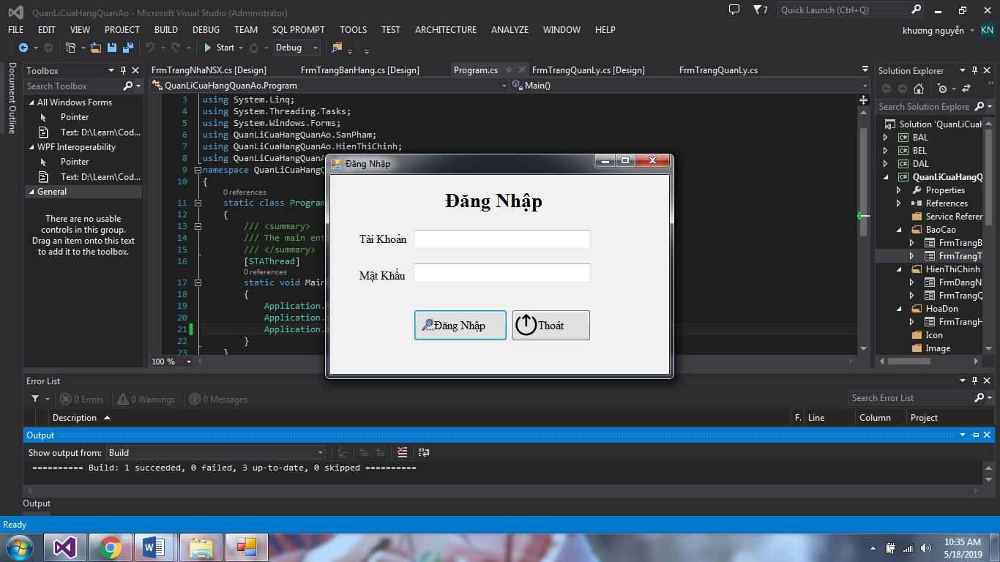 QuanLiCuaHangQuanAo - Microsoft Visual Studio (Administrator)
7
Quick Launch (Ctrl+Q)
FILE EDIT VIEW PROJECT BUILD DEBUG TEAM SQL PROMPT TOOLS TEST ARCHITECTURE ANALYZE WINDOW HELP
khương nguyễn KN
Start Debug
Document Outline
Toolbox
Search Toolbox
All Windows Forms
Pointer
Text: D:\Learn\Cod...
WPF Interoperability
Pointer
Text: D:\Learn\Cod...
General
There are no usable
controls in this group.
Drag an item onto this text
to add it to the toolbox.
FrmTrangNhaNSX.cs [Design] FrmTrangBanHang.cs [Design] Program.cs FrmTrangQuanLy.cs [Design] FrmTrangQuanLy.cs
QuanLiCuaHangQuanAo.Program Main()
3 using System.Linq;
4 using System.Threading.Tasks;
5 using System.Windows.Forms;
6 using QuanLiCuaHangQuanAo.SanPham;
7 using QuanLiCuaHangQuanAo.HienThiChinh;
8 using QuanLiCuaHangQuanA
9 namespace QuanLiCuaHangQ
10 {
0 references
11 static class Program
12 {
13 /// <summary>
14 /// The main ent
15 /// </summary>
16 [STAThread]
0 references
17 static void Main
18 {
19 Application.
20 Application.
21 Application.
22 }
23 }
100 %
Đăng Nhập
Đăng Nhập
Tài Khoản
Mật Khẩu
Đăng Nhập Thoát
Solution Explorer
Search Solution Explore
Solution 'QuanLiCuaH
BAL
BEL
DAL
QuanLiCuaHangQ
Properties
References
Service Referen
BaoCao
FrmTrangB
FrmTrangT
HienThiChinh
FrmDangN
FrmTrangQ
HoaDon
FrmTrangH
Icon
Image
Error List
0 Errors 0 Warnings 0 Messages
Search Error List
Description F. Line Column Project
Output
Show output from: Build
========== Build: 1 succeeded, 0 failed, 3 up-to-date, 0 skipped ==========
Output
Ready
10:35 AM
5/18/2019